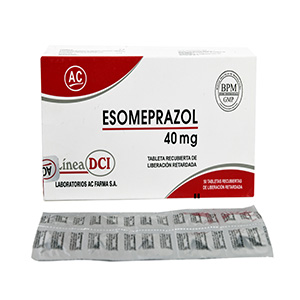 AC
ESOMEPRAZOL
40 mg
BPM
GMP
TABLETA RECUBIERTA DE
LIBERACIÓN RETARDADA
Línea DCI
LABORATORIOS AC FARMA S.A.
TABLETAS RECUBIERTAS
DE LIBERACIÓN RETARDADA
AC